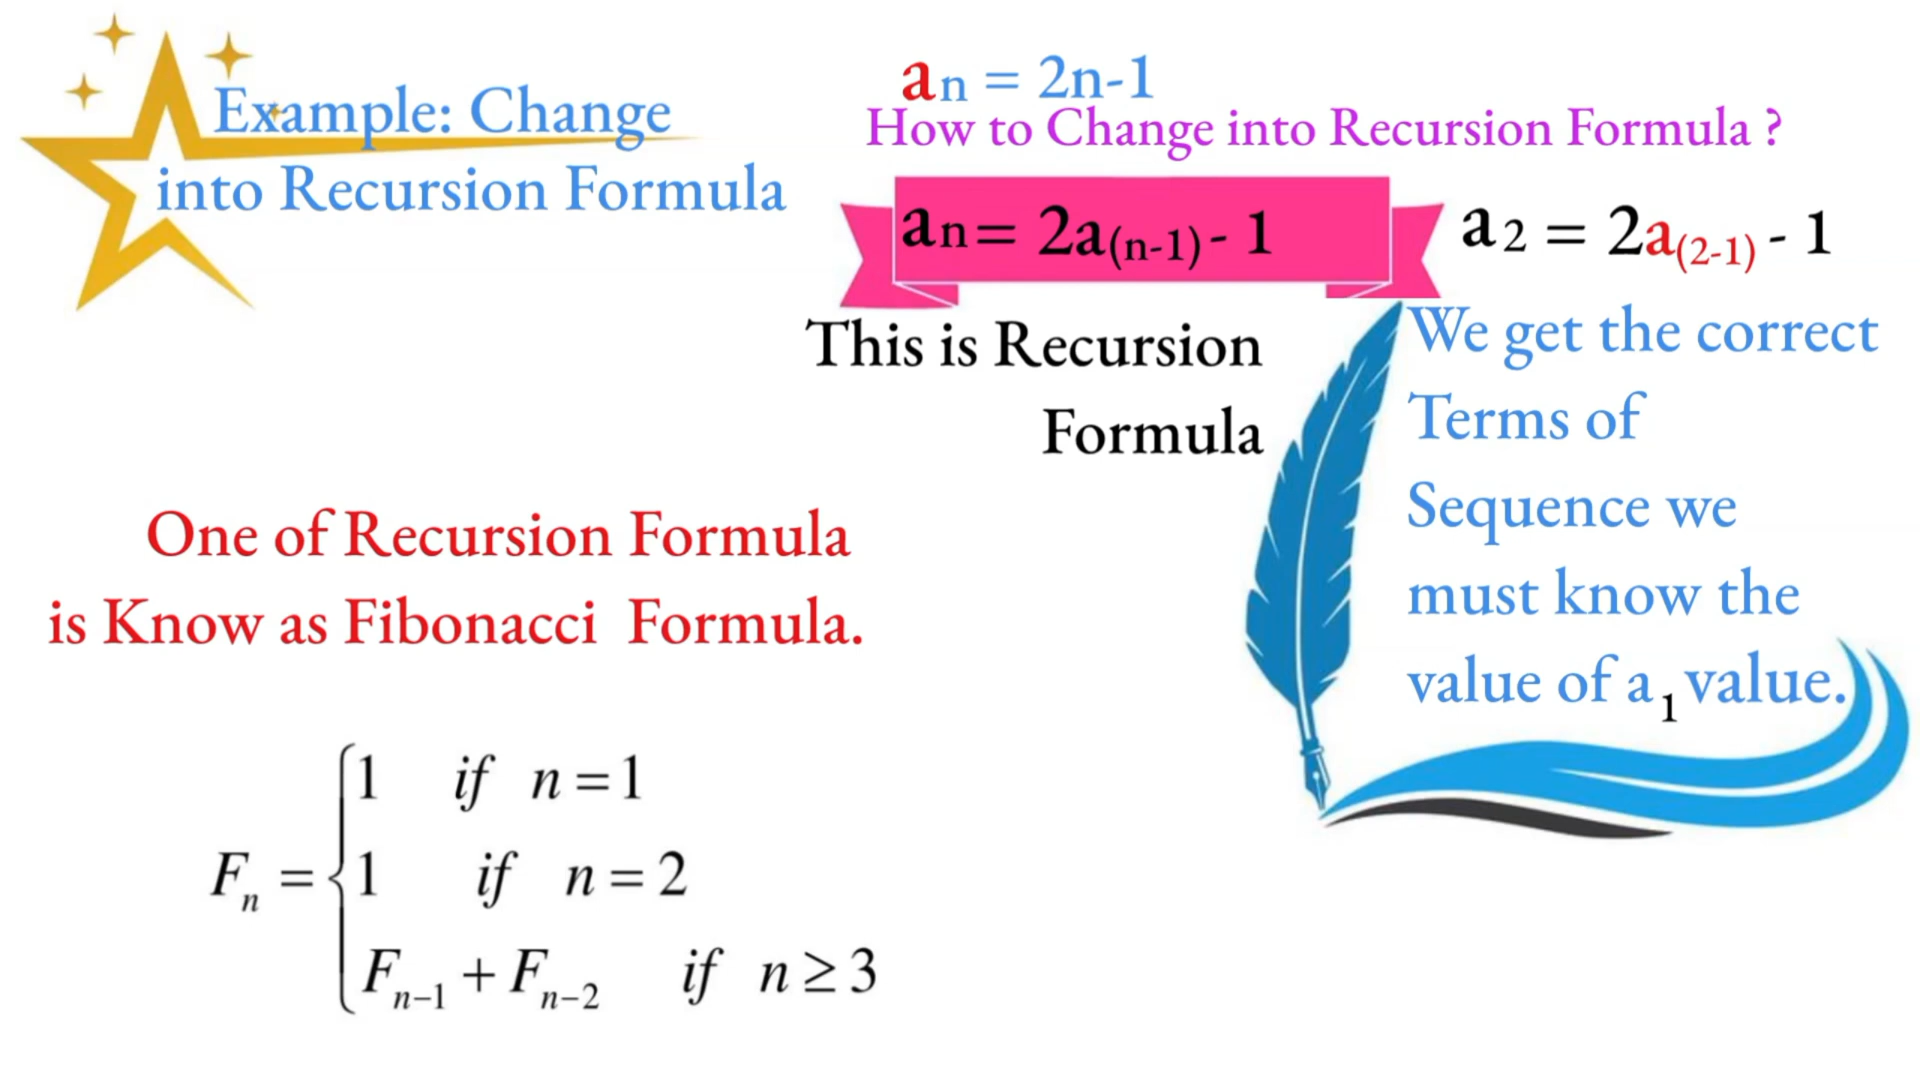 Example: Change
into Recursion Formula
an = 2n-1
How to Change into Recursion Formula ?
an = 2a(n-1) - 1
a2 = 2a(2-1) - 1
This is Recursion
Formula
We get the correct
Terms of
Sequence we
must know the
value of a1 value.
One of Recursion Formula
is Know as Fibonacci Formula.
1 if n = 1
Fn = { 1 if n = 2
Fn−1 + Fn−2 if n ≥ 3